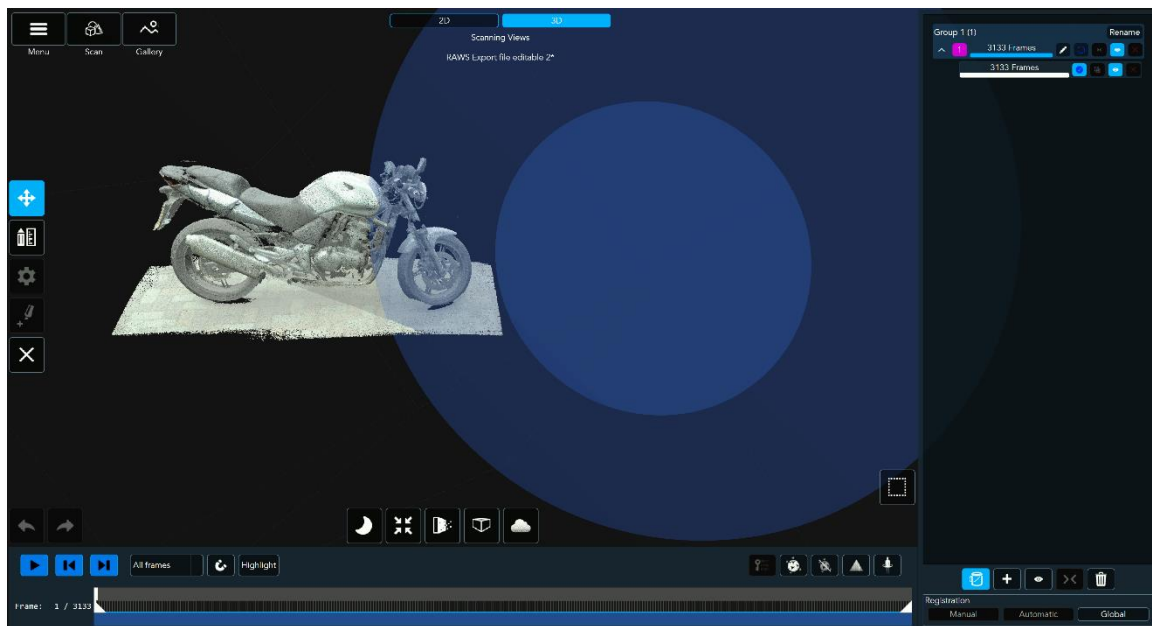 2D
3D
Scanning Views
RAWS Export file editable 2*
Menu
Scan
Gallery
Group 1 (1)
Rename
1
3133 Frames
3133 Frames
All frames
Highlight
Frame: 1 / 3133
Registration
Manual
Automatic
Global